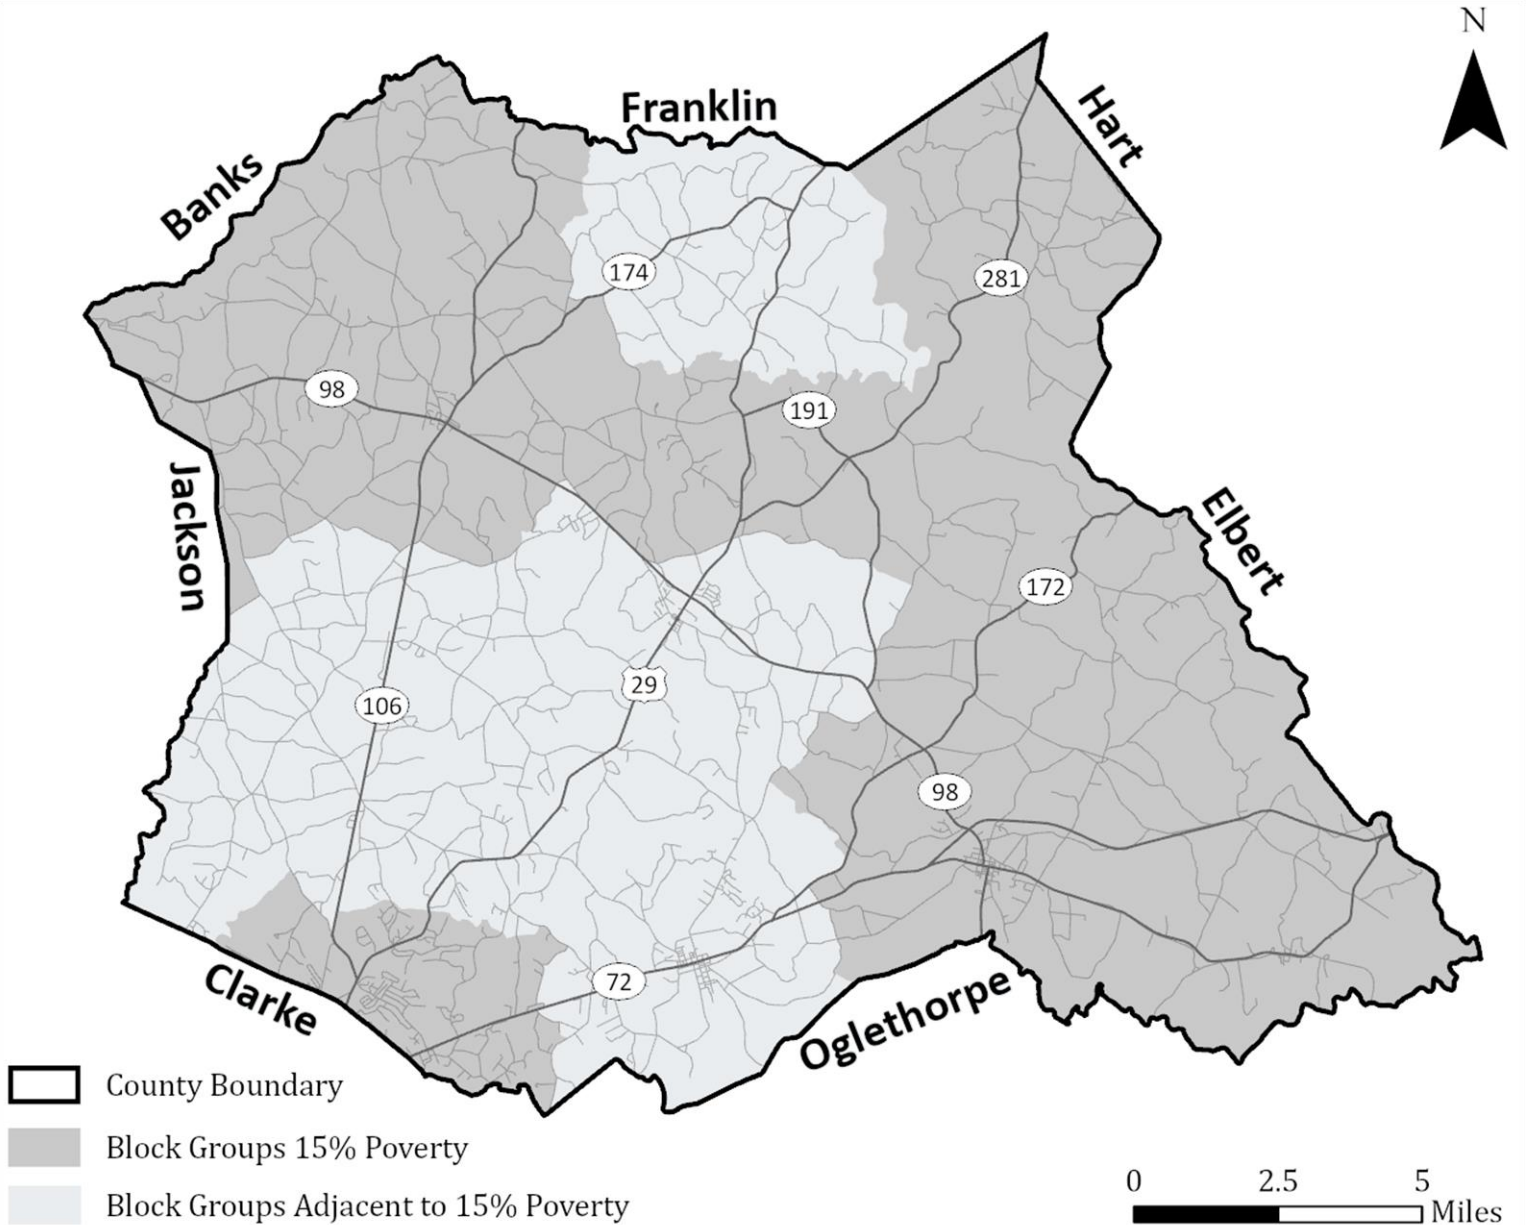 N
Franklin
Hart
Banks
174
281
98
191
Jackson
Elbert
172
29
106
98
72
Clarke
Oglethorpe
County Boundary
Block Groups 15% Poverty
Block Groups Adjacent to 15% Poverty
0 2.5 5
Miles